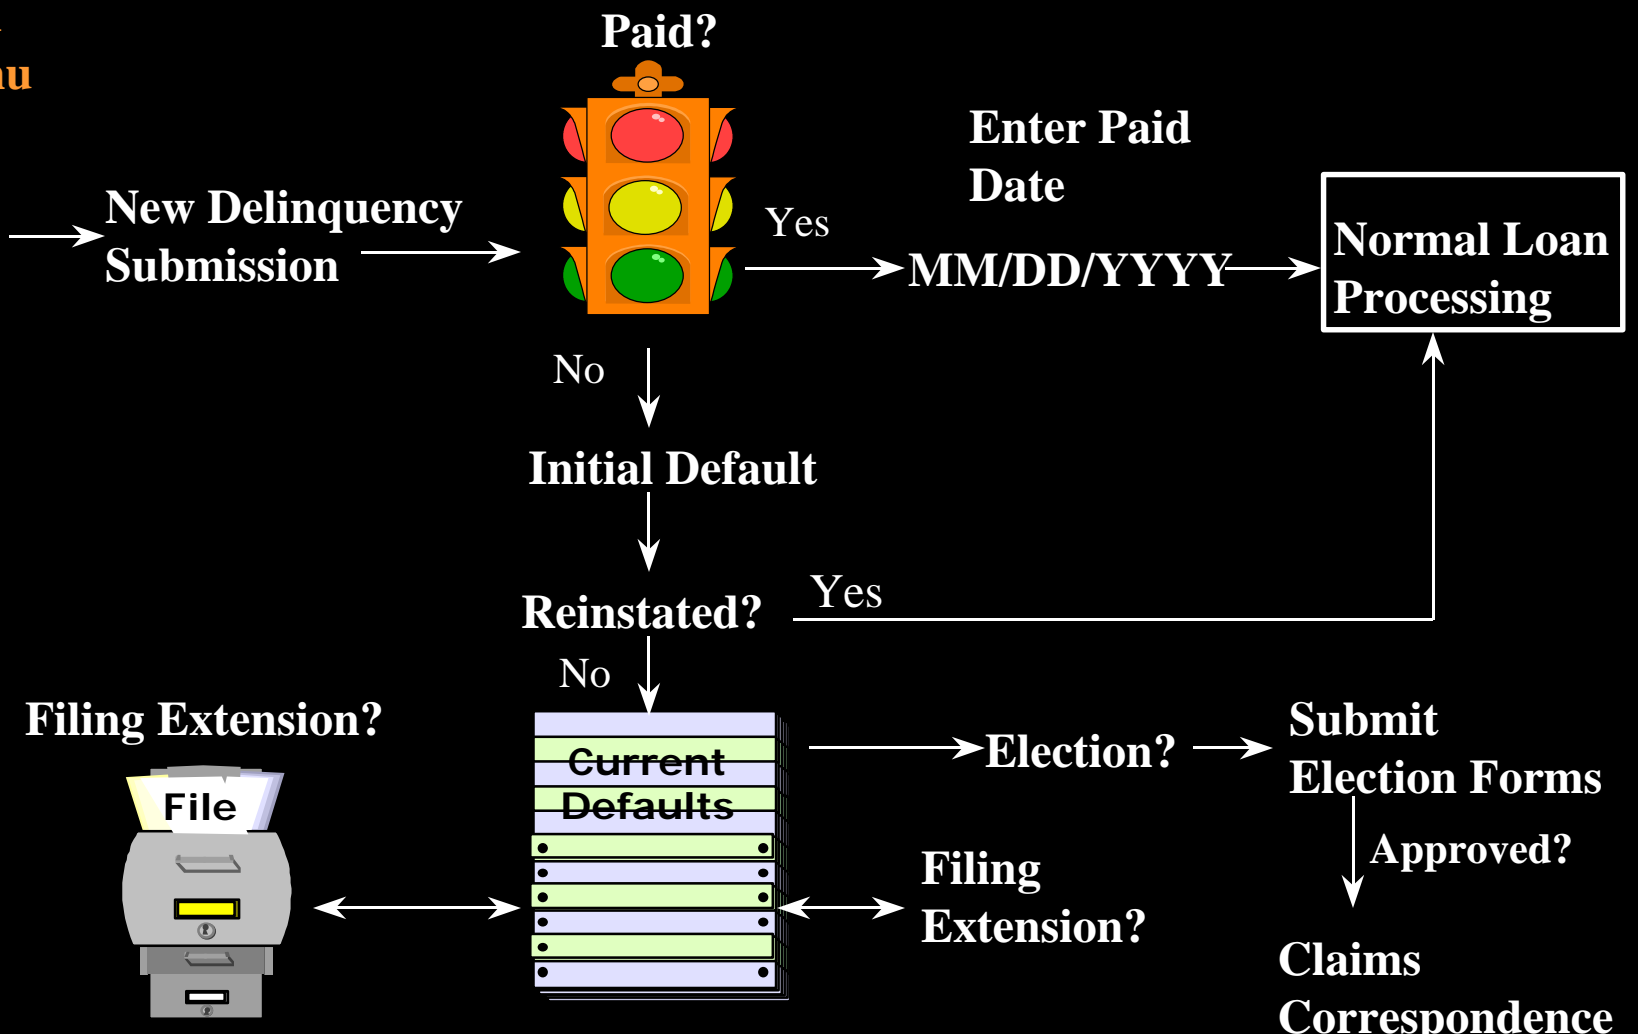 Paid?
Enter Paid
Date
New Delinquency
Submission
Yes
MM/DD/YYYY
Normal Loan
Processing
No
Initial Default
Reinstated?
Yes
No
Filing Extension?
File
Current
Defaults
Election?
Submit
Election Forms
Approved?
Filing
Extension?
Claims
Correspondence